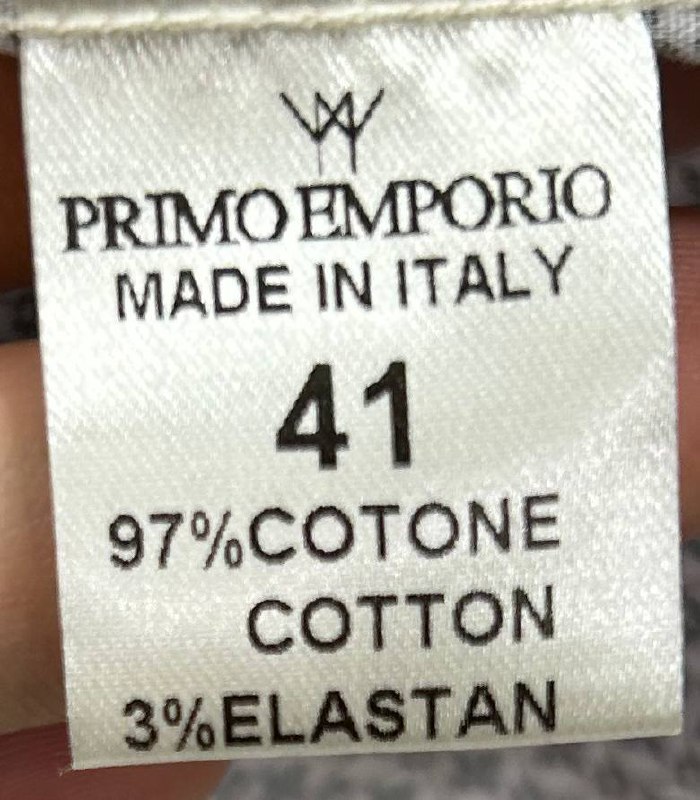 PRIMO EMPORIO
MADE IN ITALY
41
97%COTONE
COTTON
3%ELASTAN